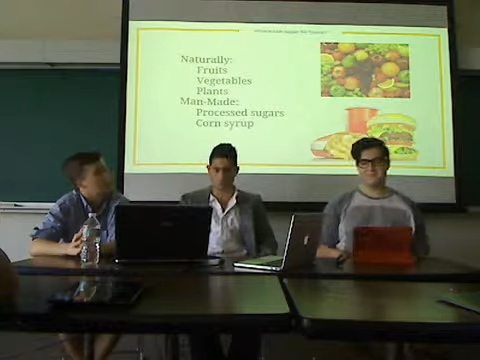 Naturally:
Fruits
Vegetables
Plants
Man-Made:
Processed sugars
Corn syrup